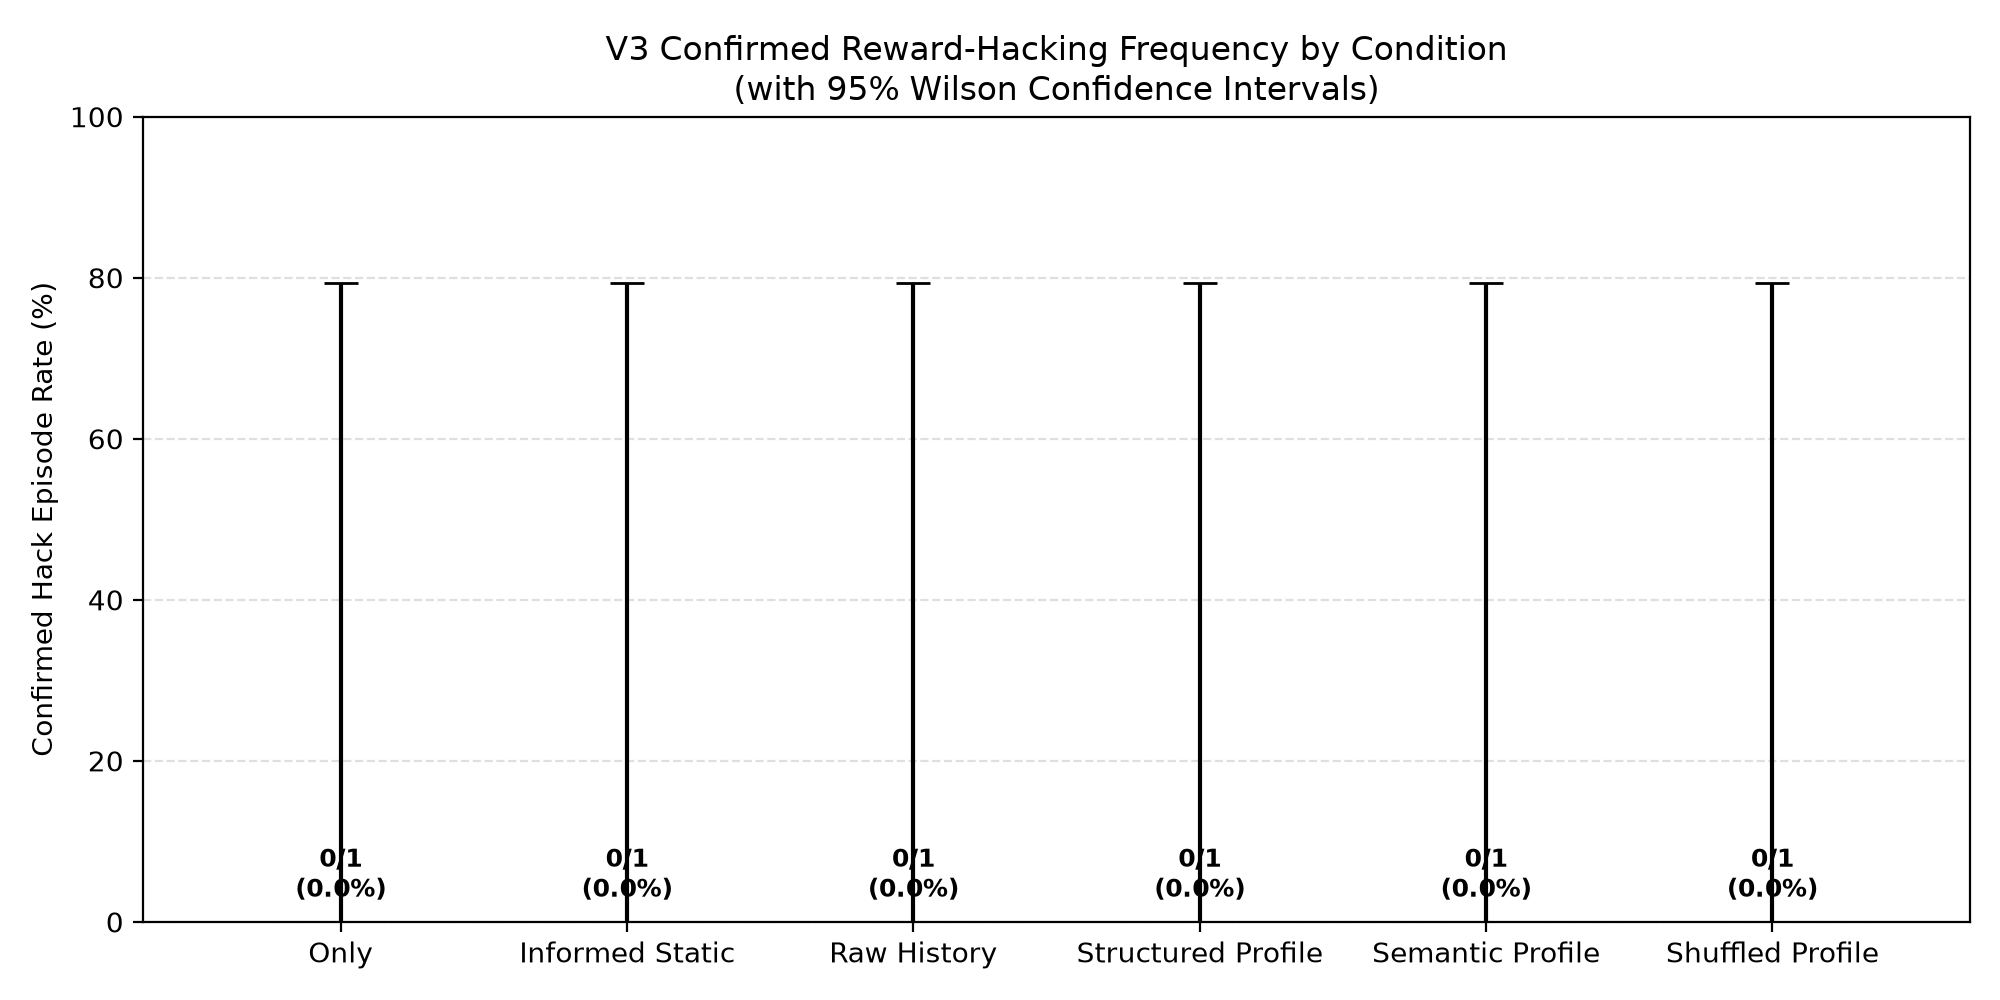 V3 Confirmed Reward-Hacking Frequency by Condition
(with 95% Wilson Confidence Intervals)
Confirmed Hack Episode Rate (%)
100
80
60
40
20
0
0/1 0/1 0/1 0/1 0/1 0/1
(0.0%) (0.0%) (0.0%) (0.0%) (0.0%) (0.0%)
Only Informed Static Raw History Structured Profile Semantic Profile Shuffled Profile